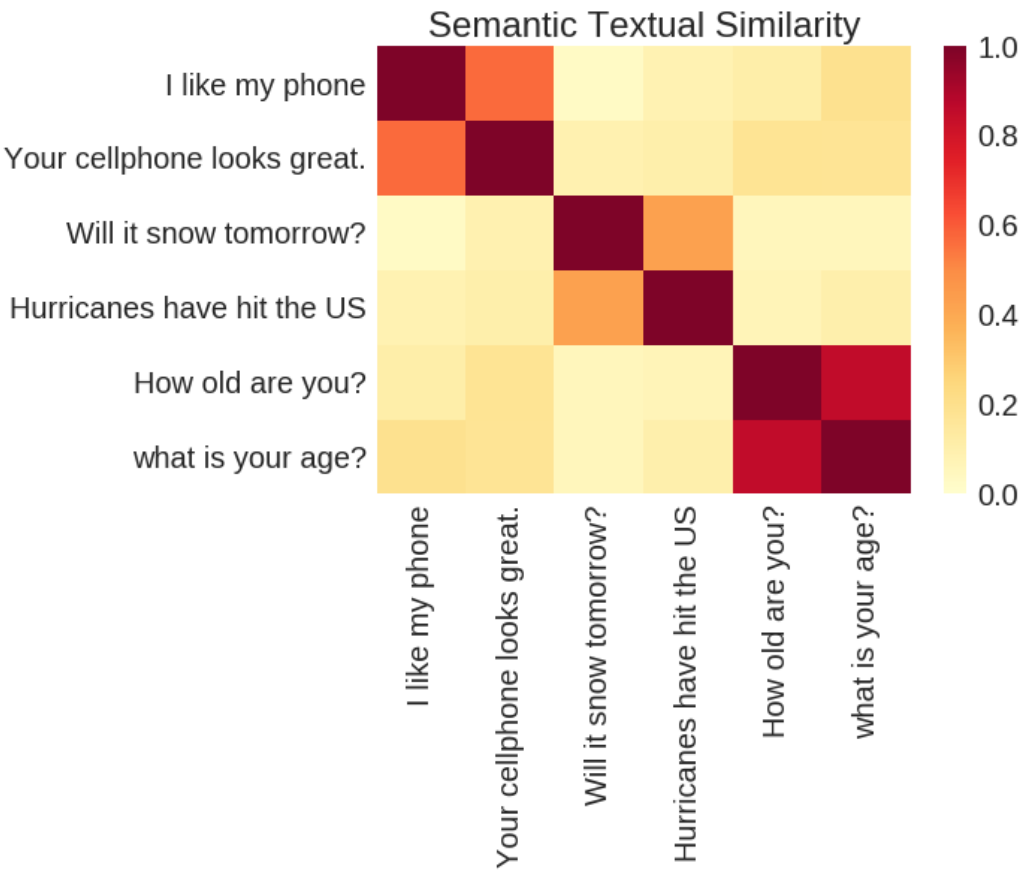 Semantic Textual Similarity
I like my phone
Your cellphone looks great.
Will it snow tomorrow?
Hurricanes have hit the US
How old are you?
what is your age?
1.0
0.8
0.6
0.4
0.2
0.0
I like my phone
Your cellphone looks great.
Will it snow tomorrow?
Hurricanes have hit the US
How old are you?
what is your age?